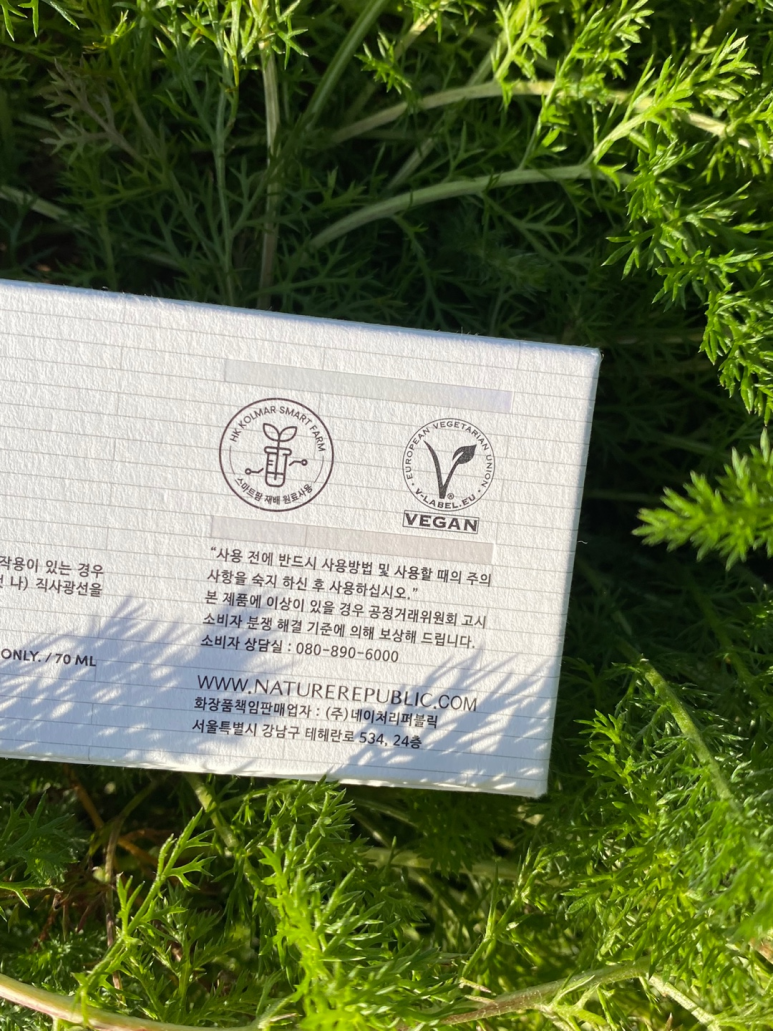 HK KOLMAR SMART FARM
스마트팜 재배 원료사용
EUROPEAN VEGETARIAN UNION
V-LABEL.EU
®
VEGAN
작용이 있는 경우
나) 직사광선을
ONLY. / 70 ML
“사용 전에 반드시 사용방법 및 사용할 때의 주의
사항을 숙지 하신 후 사용하십시오.”
본 제품에 이상이 있을 경우 공정거래위원회 고시
소비자 분쟁 해결 기준에 의해 보상해 드립니다.
소비자 상담실 : 080-890-6000
WWW.NATUREREPUBLIC.COM
화장품책임판매업자 : (주)네이처리퍼블릭
서울특별시 강남구 테헤란로 534, 24층